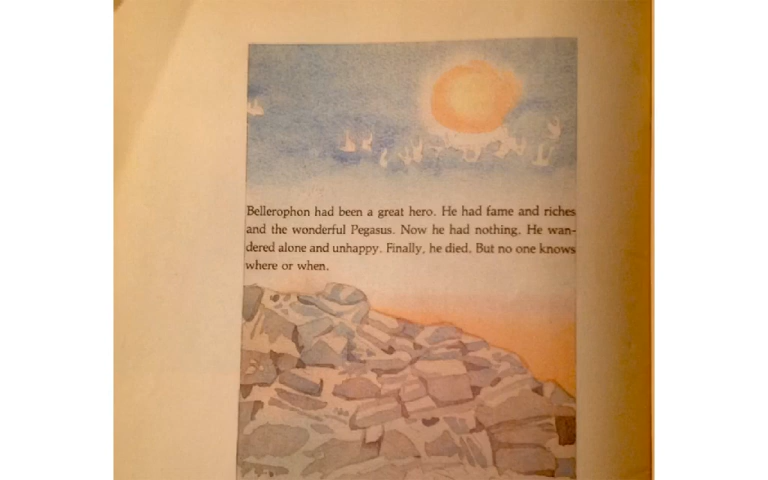 Bellerophon had been a great hero. He had fame and riches
and the wonderful Pegasus. Now he had nothing. He wan-
dered alone and unhappy. Finally, he died. But no one knows
where or when.